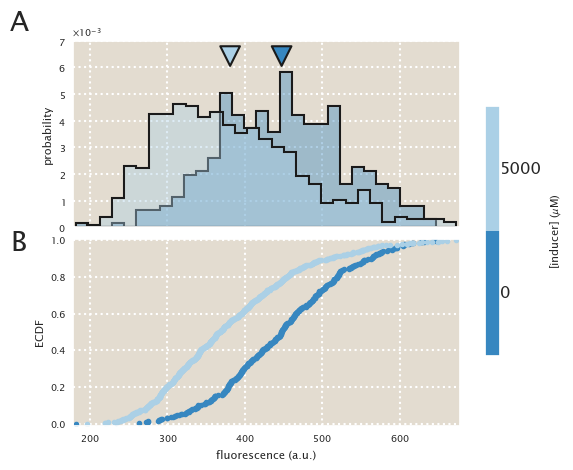 A
×10⁻³
7
6
5
4
3
2
1
0
probability
B
1.0
0.8
0.6
0.4
0.2
0.0
ECDF
200 300 400 500 600
fluorescence (a.u.)
5000
0
[inducer] (μM)